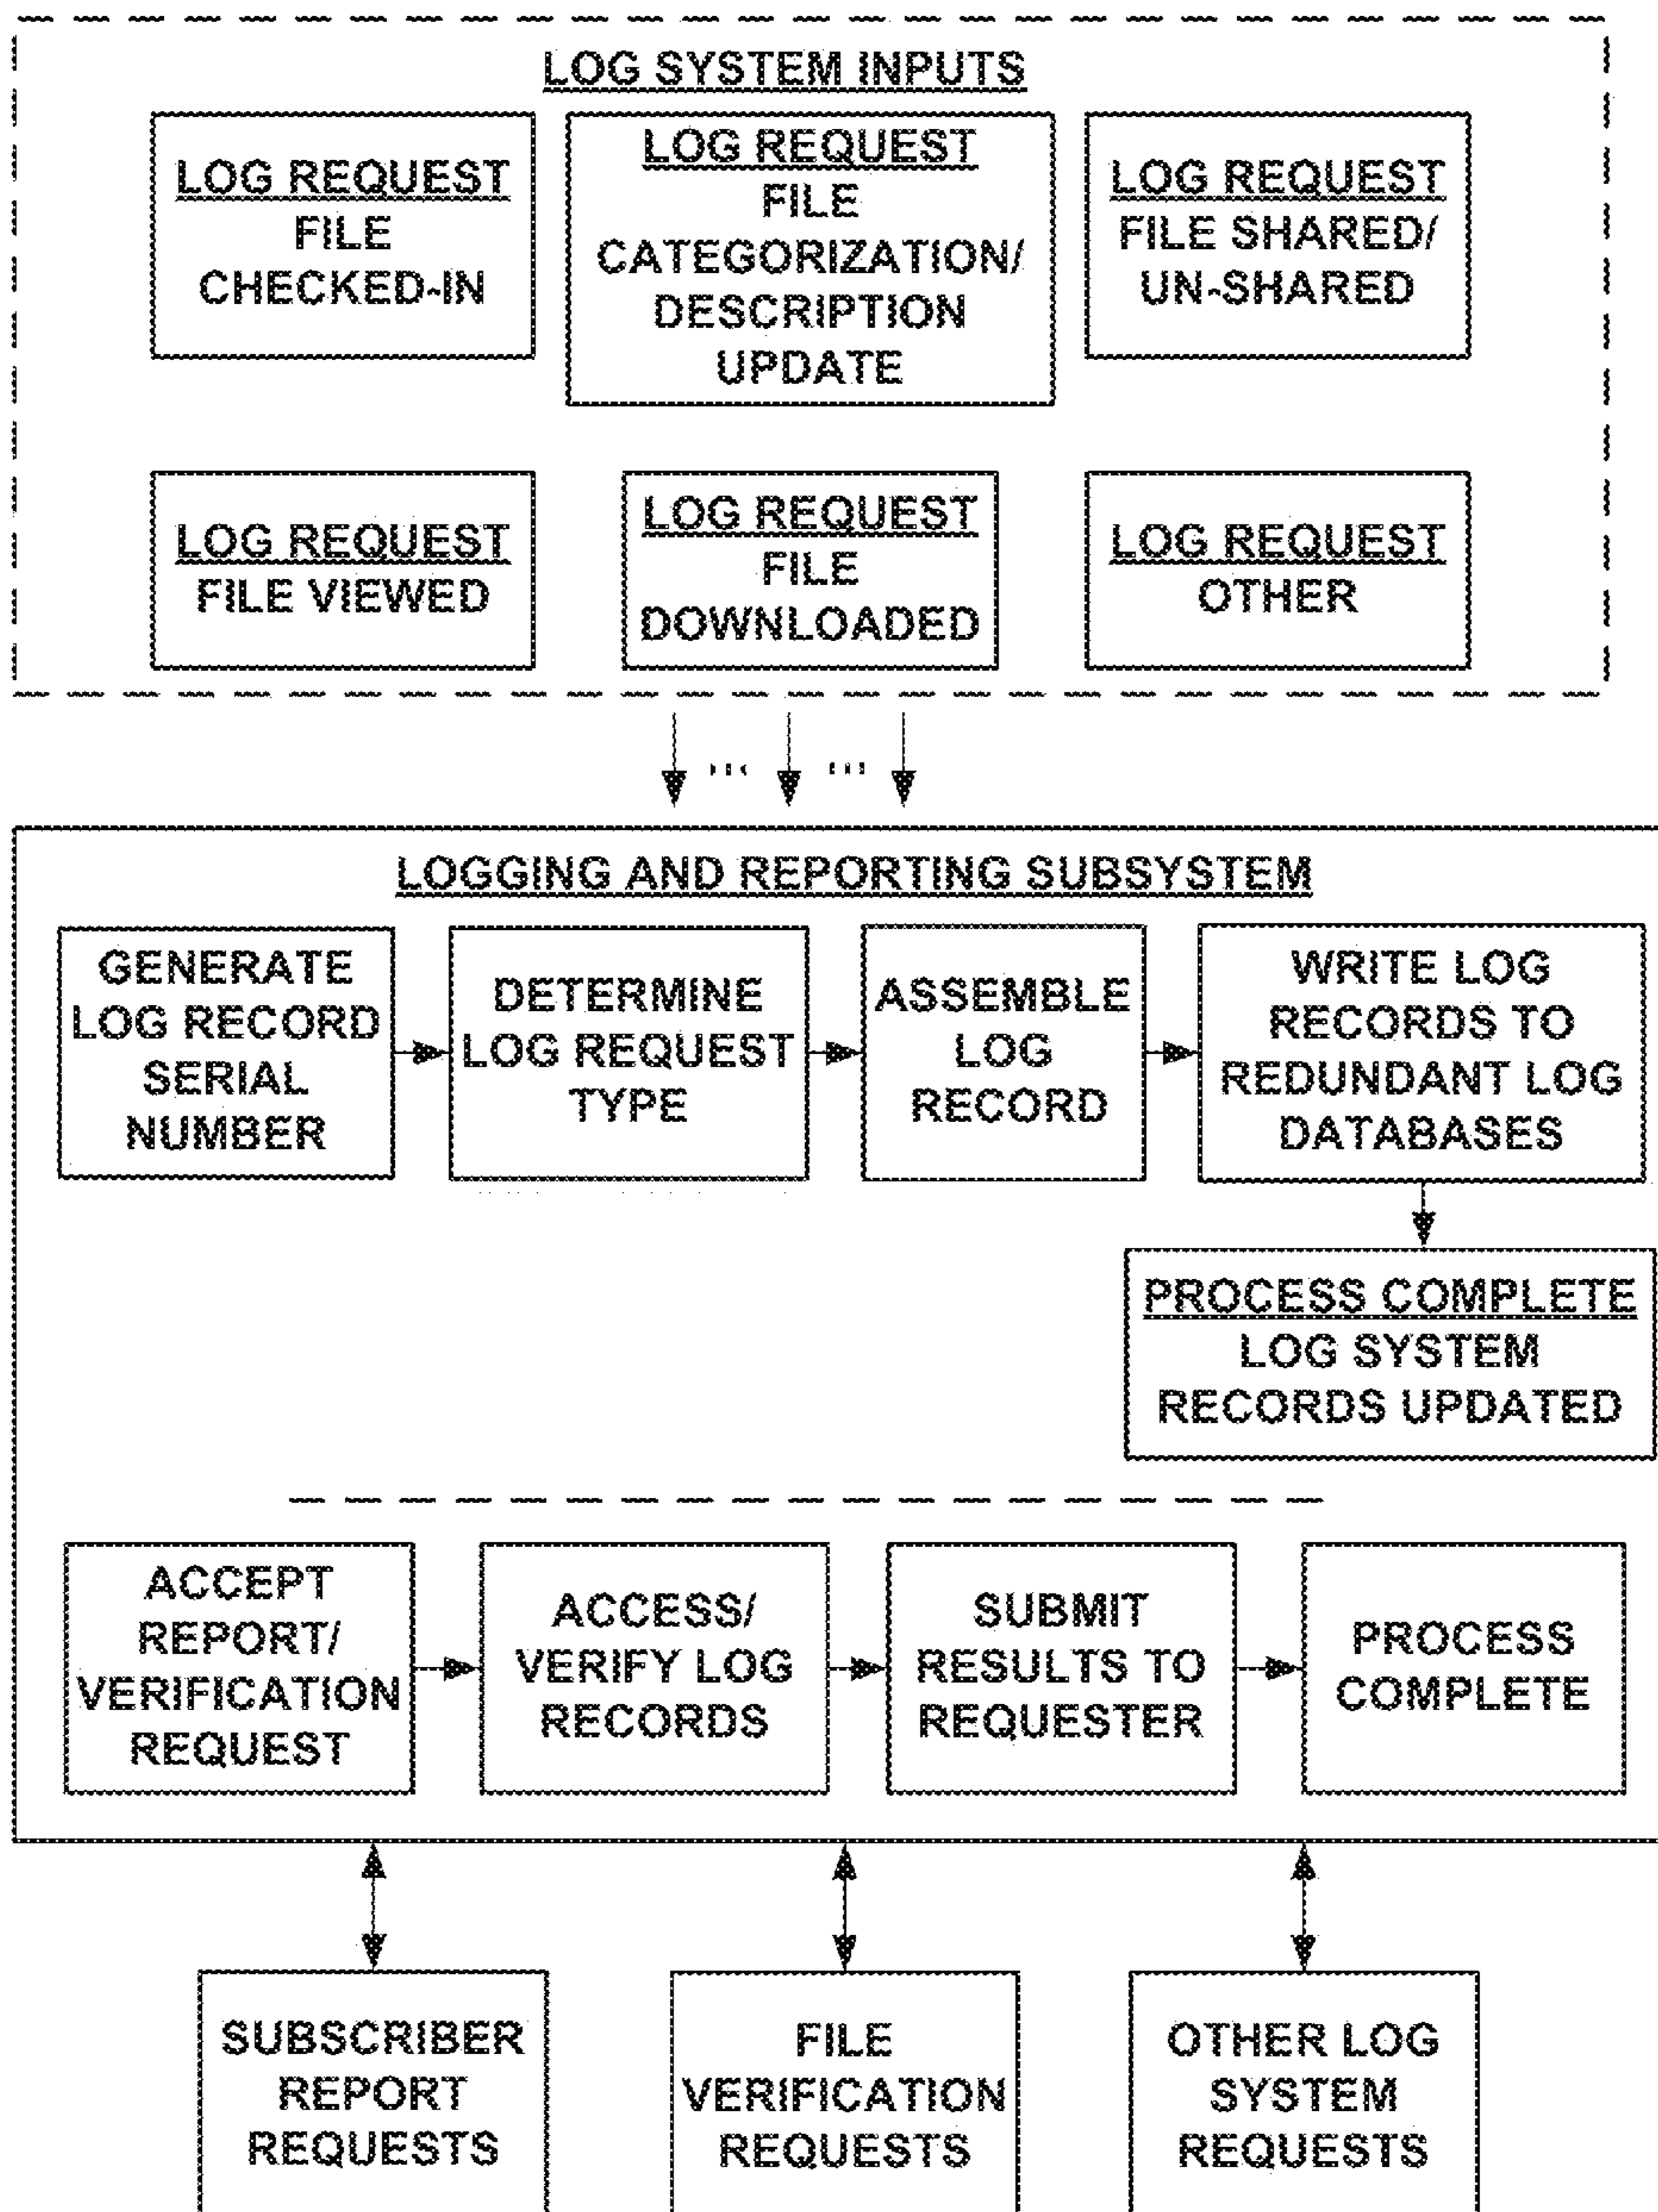 LOG SYSTEM INPUTS
LOG REQUEST
FILE
CHECKED-IN
LOG REQUEST
FILE
CATEGORIZATION/
DESCRIPTION
UPDATE
LOG REQUEST
FILE SHARED/
UN-SHARED
LOG REQUEST
FILE VIEWED
LOG REQUEST
FILE
DOWNLOADED
LOG REQUEST
OTHER
... ...
LOGGING AND REPORTING SUBSYSTEM
GENERATE
LOG RECORD
SERIAL
NUMBER
DETERMINE
LOG REQUEST
TYPE
ASSEMBLE
LOG
RECORD
WRITE LOG
RECORDS TO
REDUNDANT LOG
DATABASES
PROCESS COMPLETE
LOG SYSTEM
RECORDS UPDATED
ACCEPT
REPORT/
VERIFICATION
REQUEST
ACCESS/
VERIFY LOG
RECORDS
SUBMIT
RESULTS TO
REQUESTER
PROCESS
COMPLETE
SUBSCRIBER
REPORT
REQUESTS
FILE
VERIFICATION
REQUESTS
OTHER LOG
SYSTEM
REQUESTS